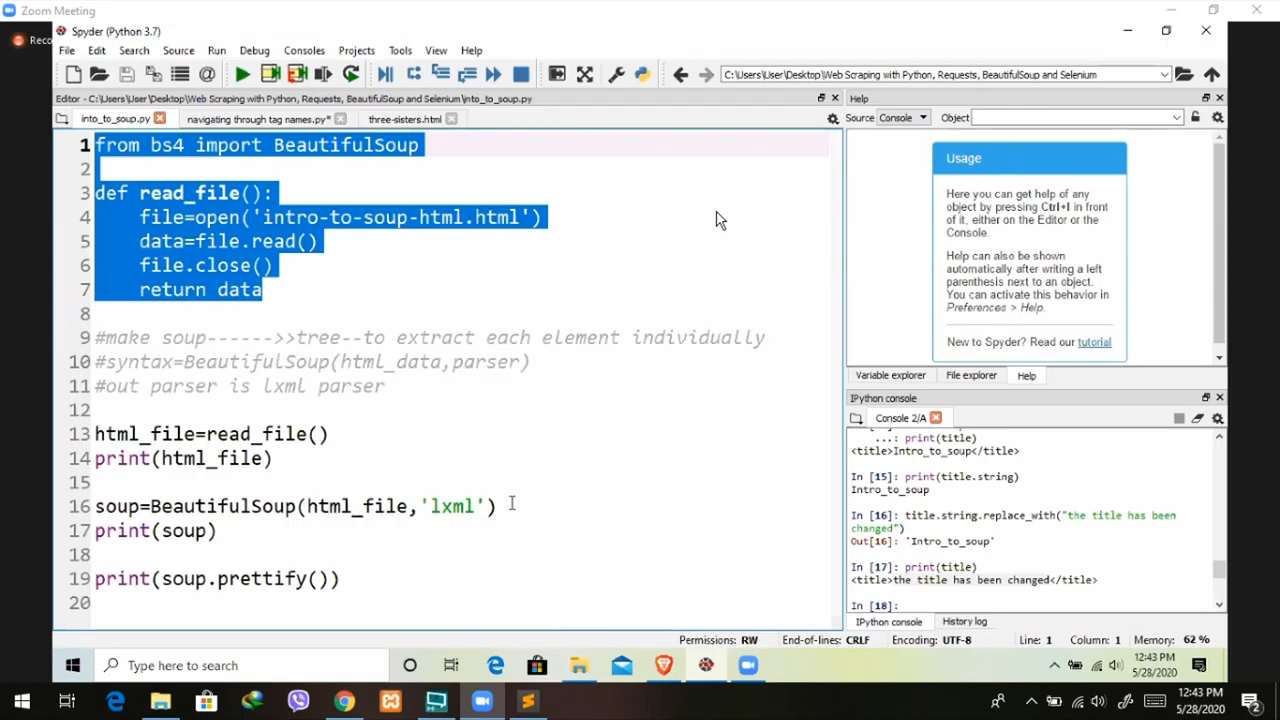 Zoom Meeting
Reco
Spyder (Python 3.7)
File Edit Search Source Run Debug Consoles Projects Tools View Help
C:\Users\User\Desktop\Web Scraping with Python, Requests, BeautifulSoup and Selenium
Editor - C:\Users\User\Desktop\Web Scraping with Python, Requests, BeautifulSoup and Selenium\into_to_soup.py
into_to_soup.py navigating through tag names.py* three-sisters.html
1 from bs4 import BeautifulSoup
2
3 def read_file():
4 file=open('intro-to-soup-html.html')
5 data=file.read()
6 file.close()
7 return data
8
9 #make soup------>>tree--to extract each element individually
10 #syntax=BeautifulSoup(html_data,parser)
11 #out parser is lxml parser
12
13 html_file=read_file()
14 print(html_file)
15
16 soup=BeautifulSoup(html_file,'lxml')
17 print(soup)
18
19 print(soup.prettify())
20
Help
Source Console Object
Usage
Here you can get help of any
object by pressing Ctrl+I in front
of it, either on the Editor or the
Console.
Help can also be shown
automatically after writing a left
parenthesis next to an object.
You can activate this behavior in
Preferences > Help.
New to Spyder? Read our tutorial
Variable explorer File explorer Help
IPython console
Console 2/A
...: print(title)
<title>Intro_to_soup</title>
In [15]: print(title.string)
Intro_to_soup
In [16]: title.string.replace_with("the title has been
changed")
Out[16]: 'Intro_to_soup'
In [17]: print(title)
<title>the title has been changed</title>
In [18]:
IPython console History log
Permissions: RW End-of-lines: CRLF Encoding: UTF-8 Line: 1 Column: 1 Memory: 62 %
Type here to search
12:43 PM
5/28/2020
12:43 PM
5/28/2020
2